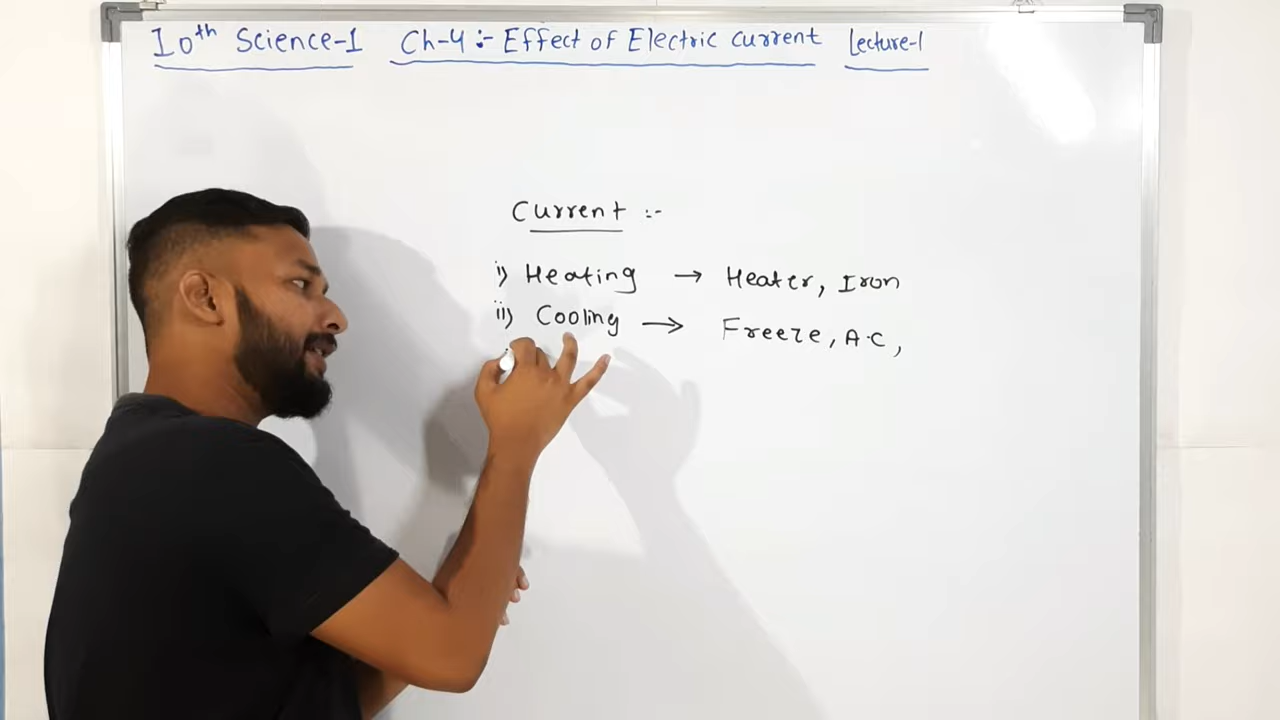 10th Science-1 Ch-4:- Effect of Electric current Lecture-1
Current :-
i) Heating → Heater, Iron
ii) Cooling → Freeze, A.C,